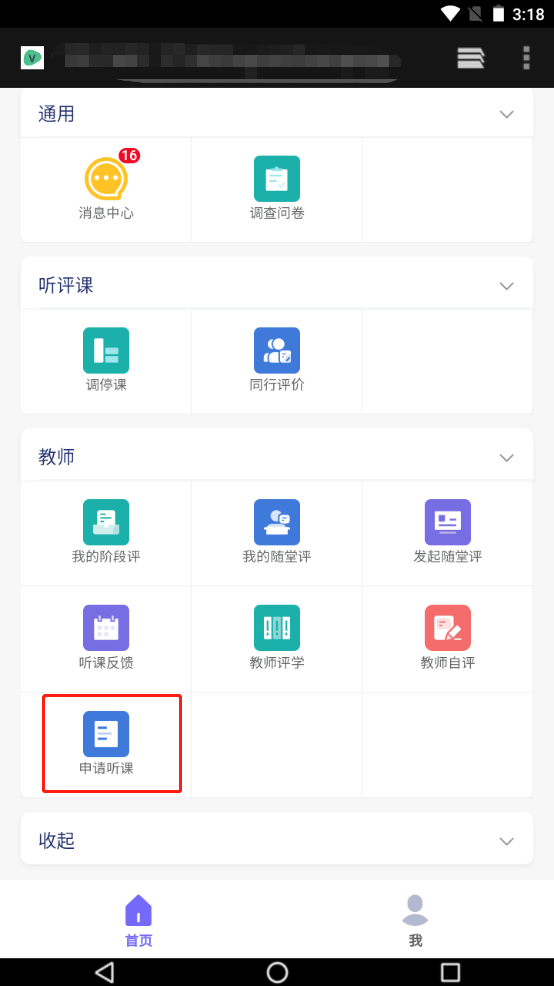 3:18
V
通用
16
消息中心
调查问卷
听评课
调停课
同行评价
教师
我的阶段评
我的随堂评
发起随堂评
听课反馈
教师评学
教师自评
申请听课
收起
首页
我